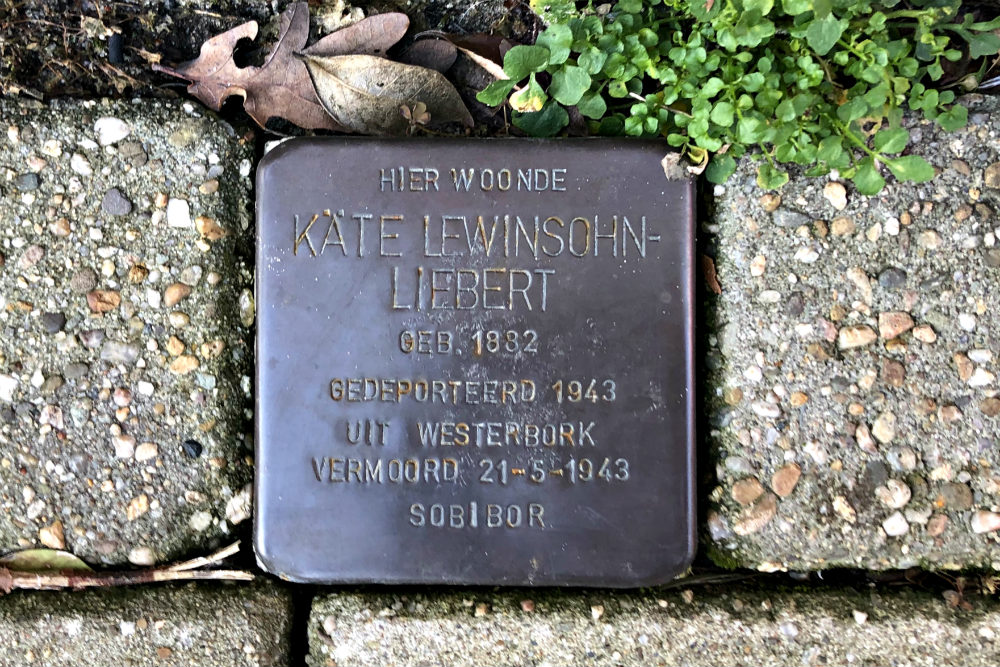 HIER WOONDE
KÄTE LEWINSOHN-
LIEBERT
GEB. 1882
GEDEPORTEERD 1943
UIT WESTERBORK
VERMOORD 21-5-1943
SOBIBOR